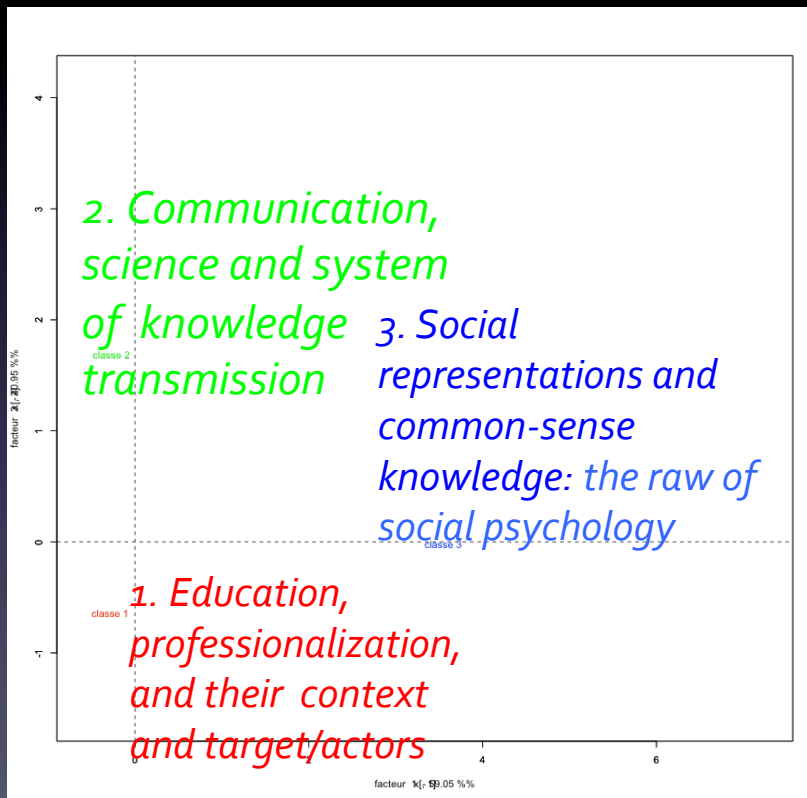 4
3
2
1
0
-1
2. Communication,
science and system
of knowledge
transmission
classe 2
3. Social
representations and
common-sense
knowledge: the raw of
social psychology
classe 3
1. Education,
professionalization,
and their context
and target/actors
classe 1
4
6
facteur
facteur